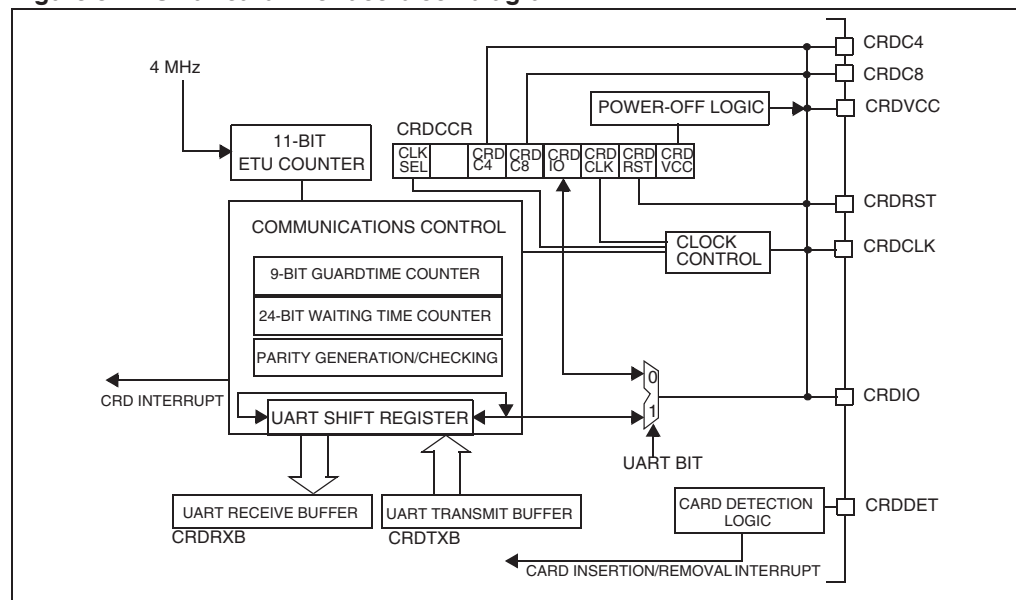 4 MHz
11-BIT
ETU COUNTER
CRDCCR
CLK
SEL
CRD
C4
CRD
C8
CRD
IO
CRD
CLK
CRD
RST
CRD
VCC
POWER-OFF LOGIC
CRDC4
CRDC8
CRDVCC
CRDRST
CRDCLK
COMMUNICATIONS CONTROL
CLOCK
CONTROL
9-BIT GUARDTIME COUNTER
24-BIT WAITING TIME COUNTER
PARITY GENERATION/CHECKING
CRD INTERRUPT
UART SHIFT REGISTER
0
1
UART BIT
CRDIO
UART RECEIVE BUFFER
CRDRXB
UART TRANSMIT BUFFER
CRDTXB
CARD DETECTION
LOGIC
CRDDET
CARD INSERTION/REMOVAL INTERRUPT